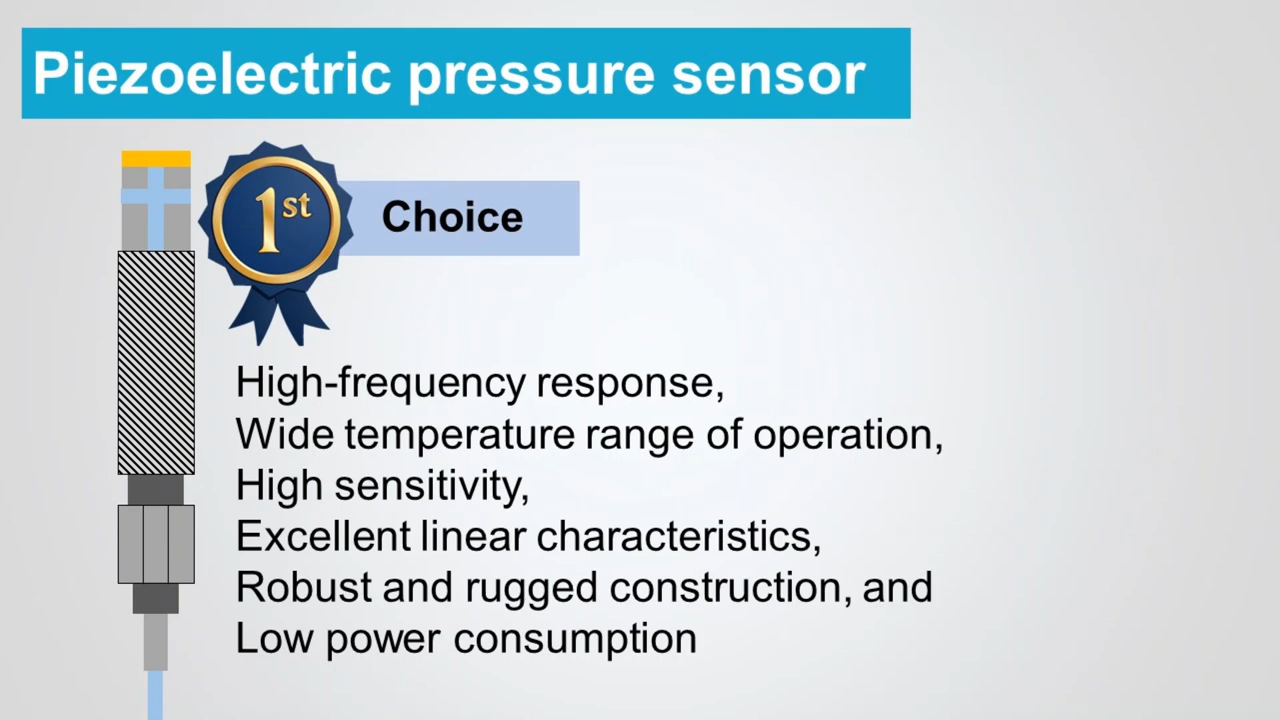 Piezoelectric pressure sensor
1st
Choice
High-frequency response,
Wide temperature range of operation,
High sensitivity,
Excellent linear characteristics,
Robust and rugged construction, and
Low power consumption